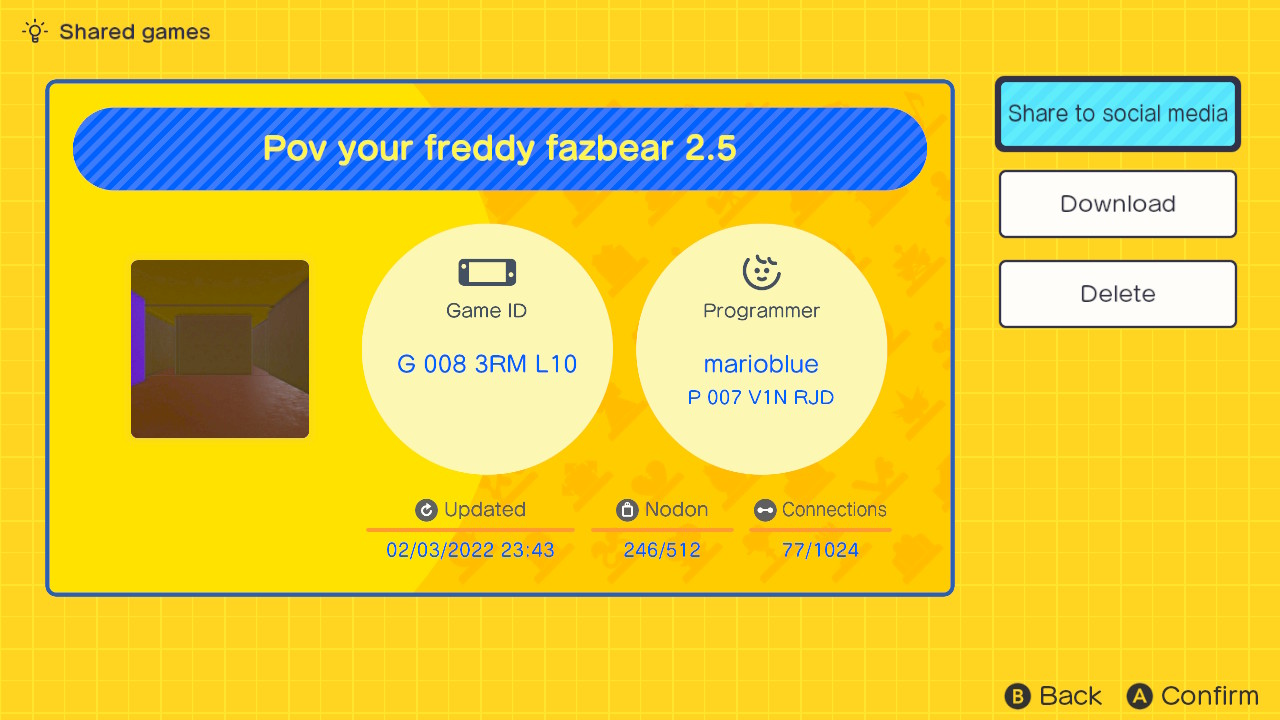 Shared games
Pov your freddy fazbear 2.5
Share to social media
Download
Delete
Game ID
G 008 3RM L10
Programmer
marioblue
P 007 V1N RJD
Updated
02/03/2022 23:43
Nodon
246/512
Connections
77/1024
B Back A Confirm